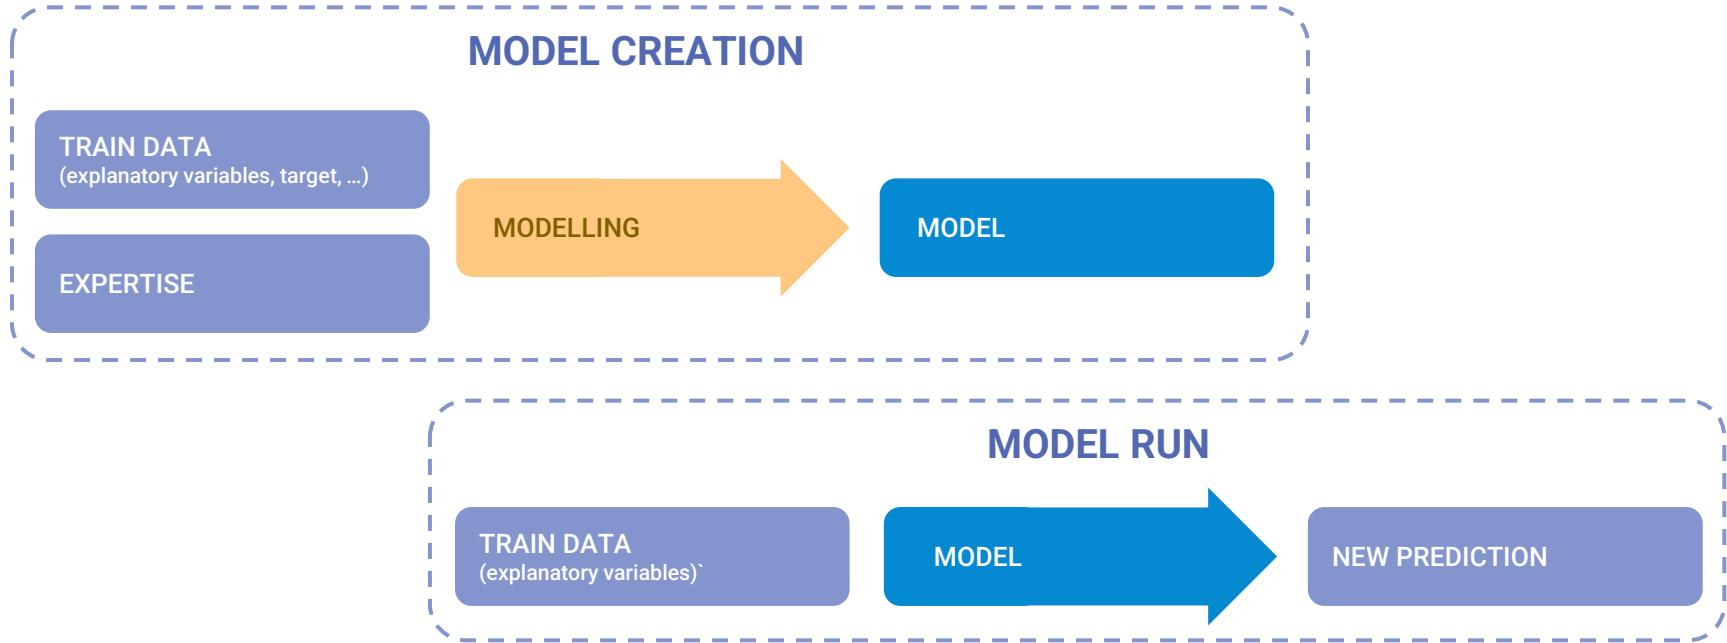 MODEL CREATION
TRAIN DATA
(explanatory variables, target, ...)
EXPERTISE
MODELLING
MODEL
MODEL RUN
TRAIN DATA
(explanatory variables)`
MODEL
NEW PREDICTION